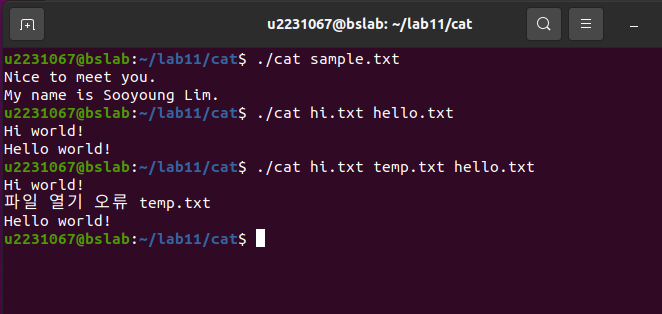 u2231067@bslab: ~/lab11/cat
u2231067@bslab:~/lab11/cat$ ./cat sample.txt
Nice to meet you.
My name is Sooyoung Lim.
u2231067@bslab:~/lab11/cat$ ./cat hi.txt hello.txt
Hi world!
Hello world!
u2231067@bslab:~/lab11/cat$ ./cat hi.txt temp.txt hello.txt
Hi world!
파일 열기 오류 temp.txt
Hello world!
u2231067@bslab:~/lab11/cat$